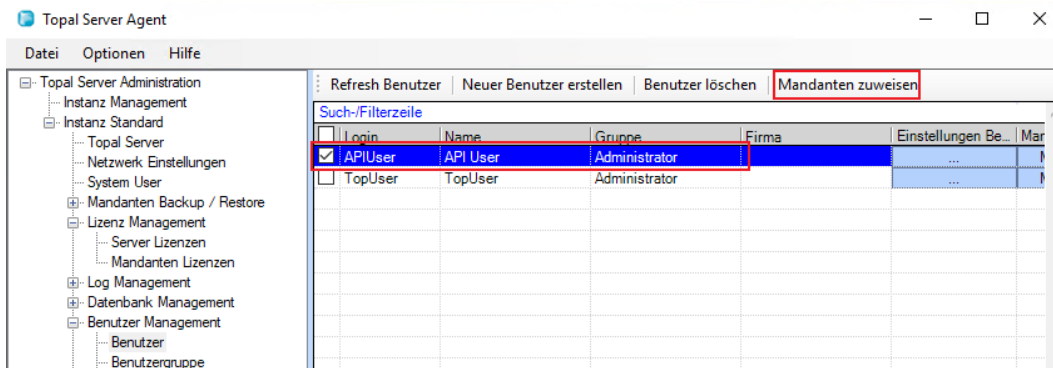 Topal Server Agent
Datei Optionen Hilfe
Topal Server Administration
Instanz Management
Instanz Standard
Topal Server
Netzwerk Einstellungen
System User
Mandanten Backup / Restore
Lizenz Management
Server Lizenzen
Mandanten Lizenzen
Log Management
Datenbank Management
Benutzer Management
Benutzer
Benutzergruppe
Refresh Benutzer Neuer Benutzer erstellen Benutzer löschen Mandanten zuweisen
Such-/Filterzeile
Login Name Gruppe Firma Einstellungen Be... Mar
APIUser API User Administrator ...
TopUser TopUser Administrator ...